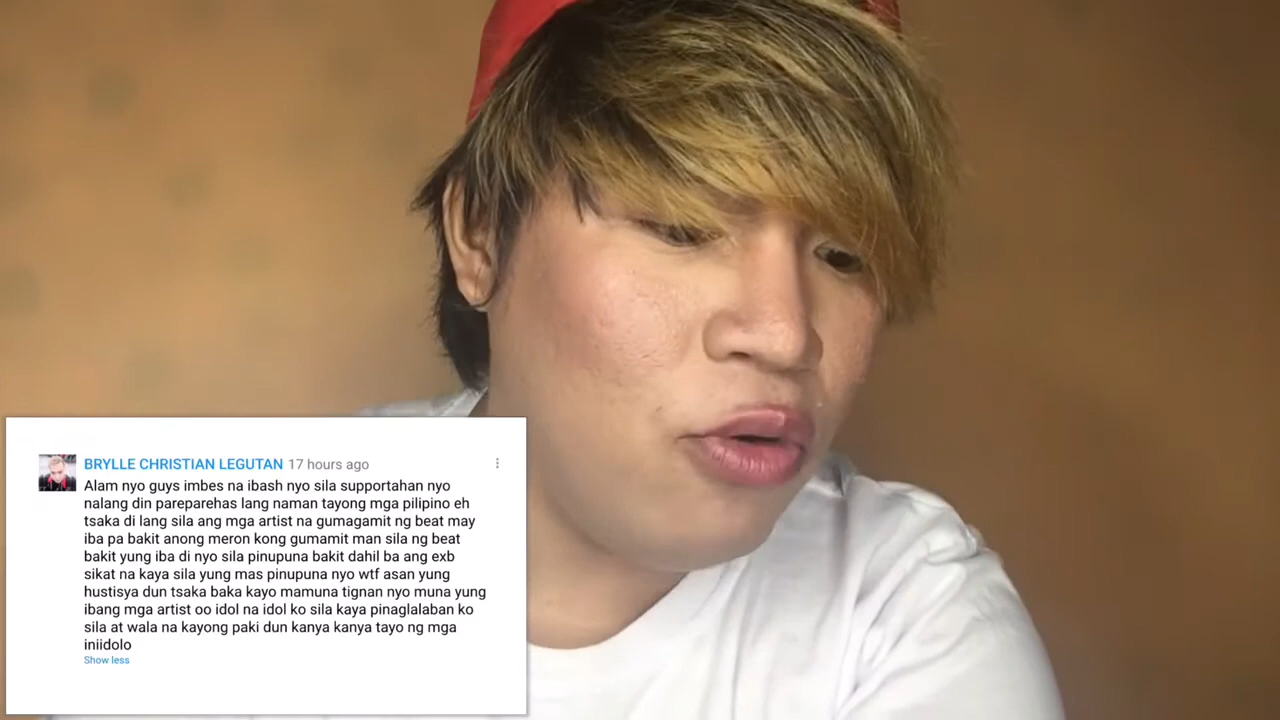 BRYLLE CHRISTIAN LEGUTAN 17 hours ago
Alam nyo guys imbes na ibash nyo sila supportahan nyo
nalang din pareparehas lang naman tayong mga pilipino eh
tsaka di lang sila ang mga artist na gumagamit ng beat may
iba pa bakit anong meron kong gumamit man sila ng beat
bakit yung iba di nyo sila pinupuna bakit dahil ba ang exb
sikat na kaya sila yung mas pinupuna nyo wtf asan yung
hustisya dun tsaka baka kayo mamuna tignan nyo muna yung
ibang mga artist oo idol na idol ko sila kaya pinaglalaban ko
sila at wala na kayong paki dun kanya kanya tayo ng mga
iniidolo
Show less